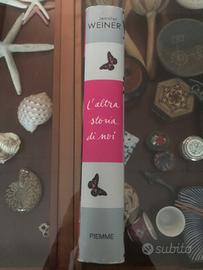 Jennifer
WEINER
L'altra
storia
di noi
PIEMME
subito